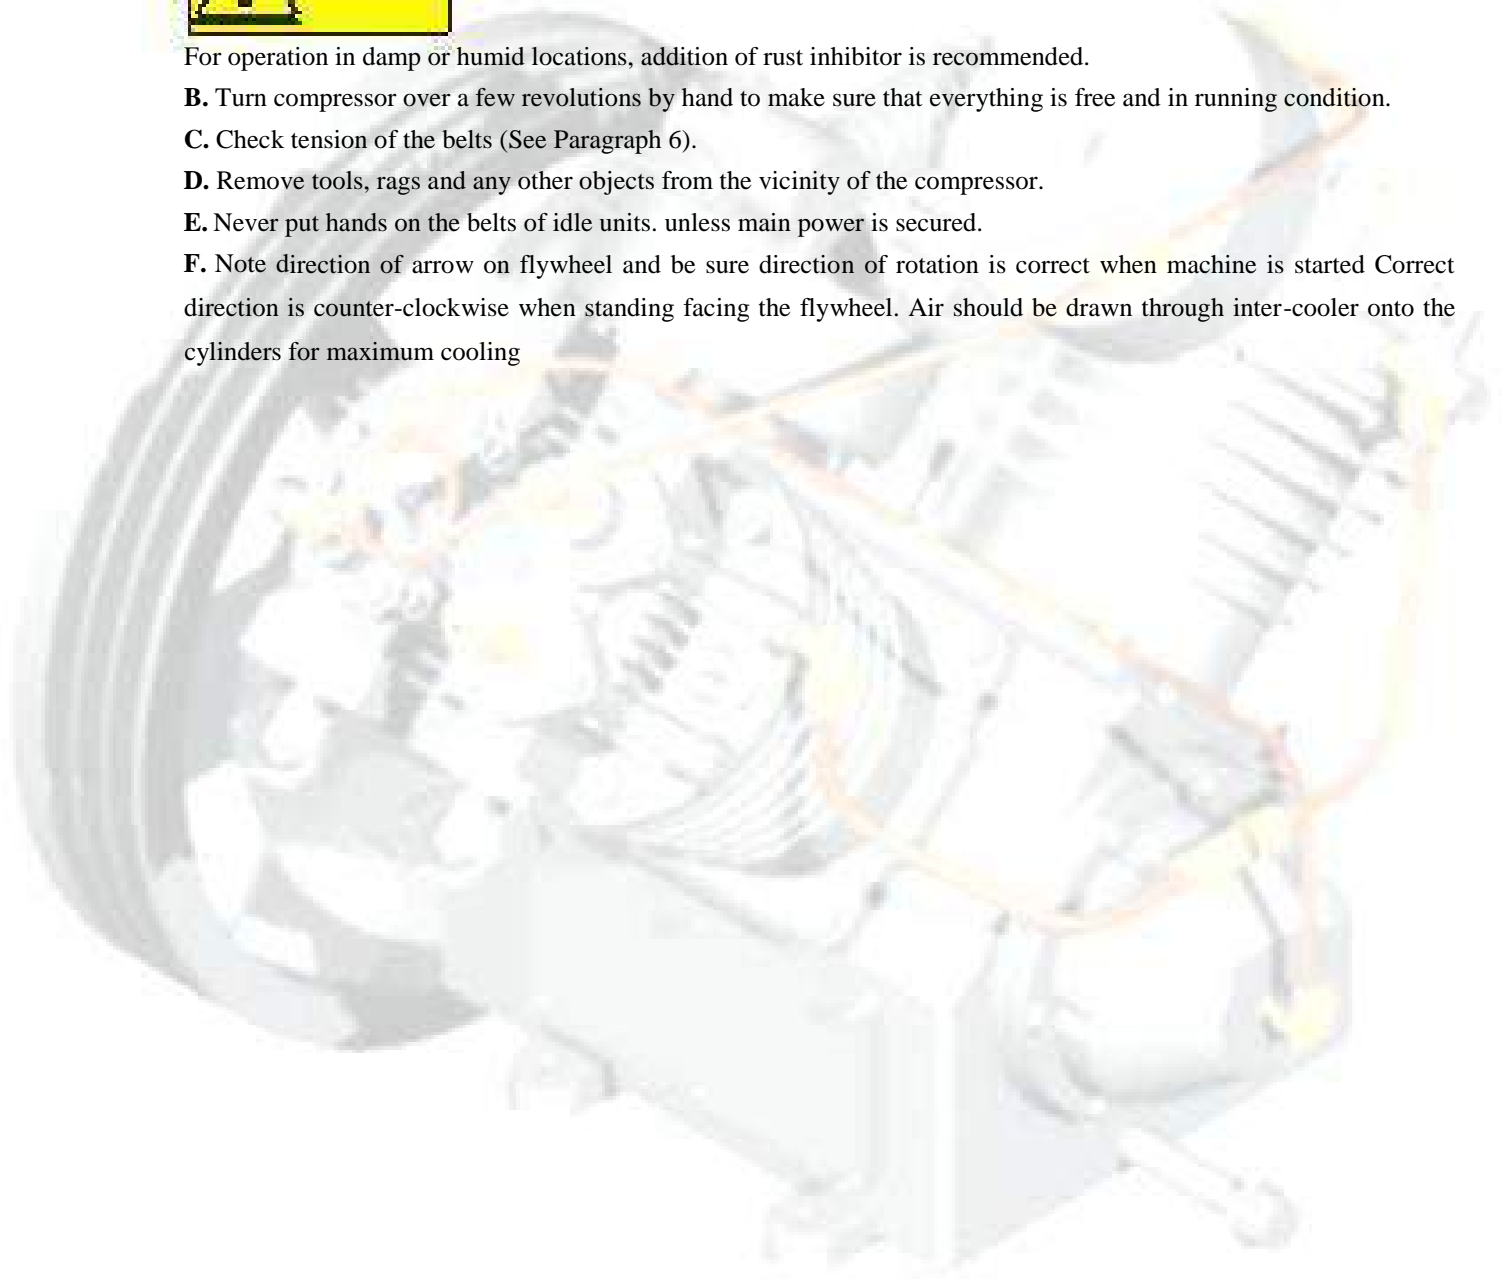 For operation in damp or humid locations, addition of rust inhibitor is recommended.
B. Turn compressor over a few revolutions by hand to make sure that everything is free and in running condition.
C. Check tension of the belts (See Paragraph 6).
D. Remove tools, rags and any other objects from the vicinity of the compressor.
E. Never put hands on the belts of idle units. unless main power is secured.
F. Note direction of arrow on flywheel and be sure direction of rotation is correct when machine is started Correct
direction is counter-clockwise when standing facing the flywheel. Air should be drawn through inter-cooler onto the
cylinders for maximum cooling